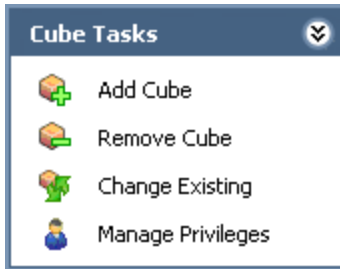 Cube Tasks
Add Cube
Remove Cube
Change Existing
Manage Privileges